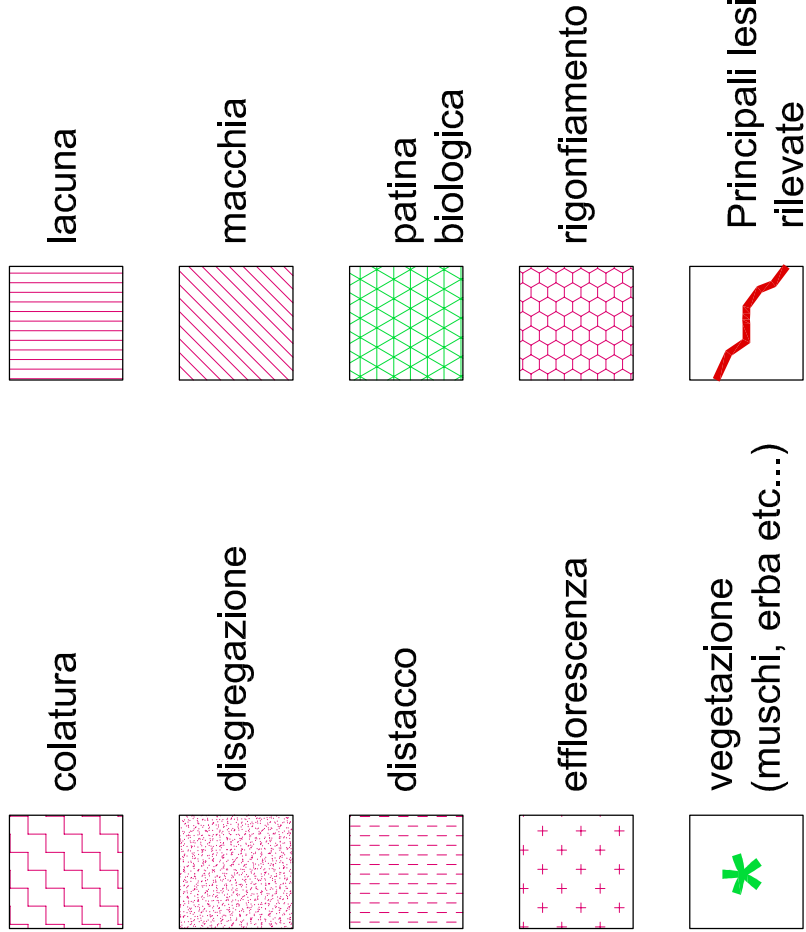 colatura
disgregazione
distacco
efflorescenza
vegetazione
(muschi, erba etc...)
lacuna
macchia
patina
biologica
rigonfiamento
Principali lesi
rilevate